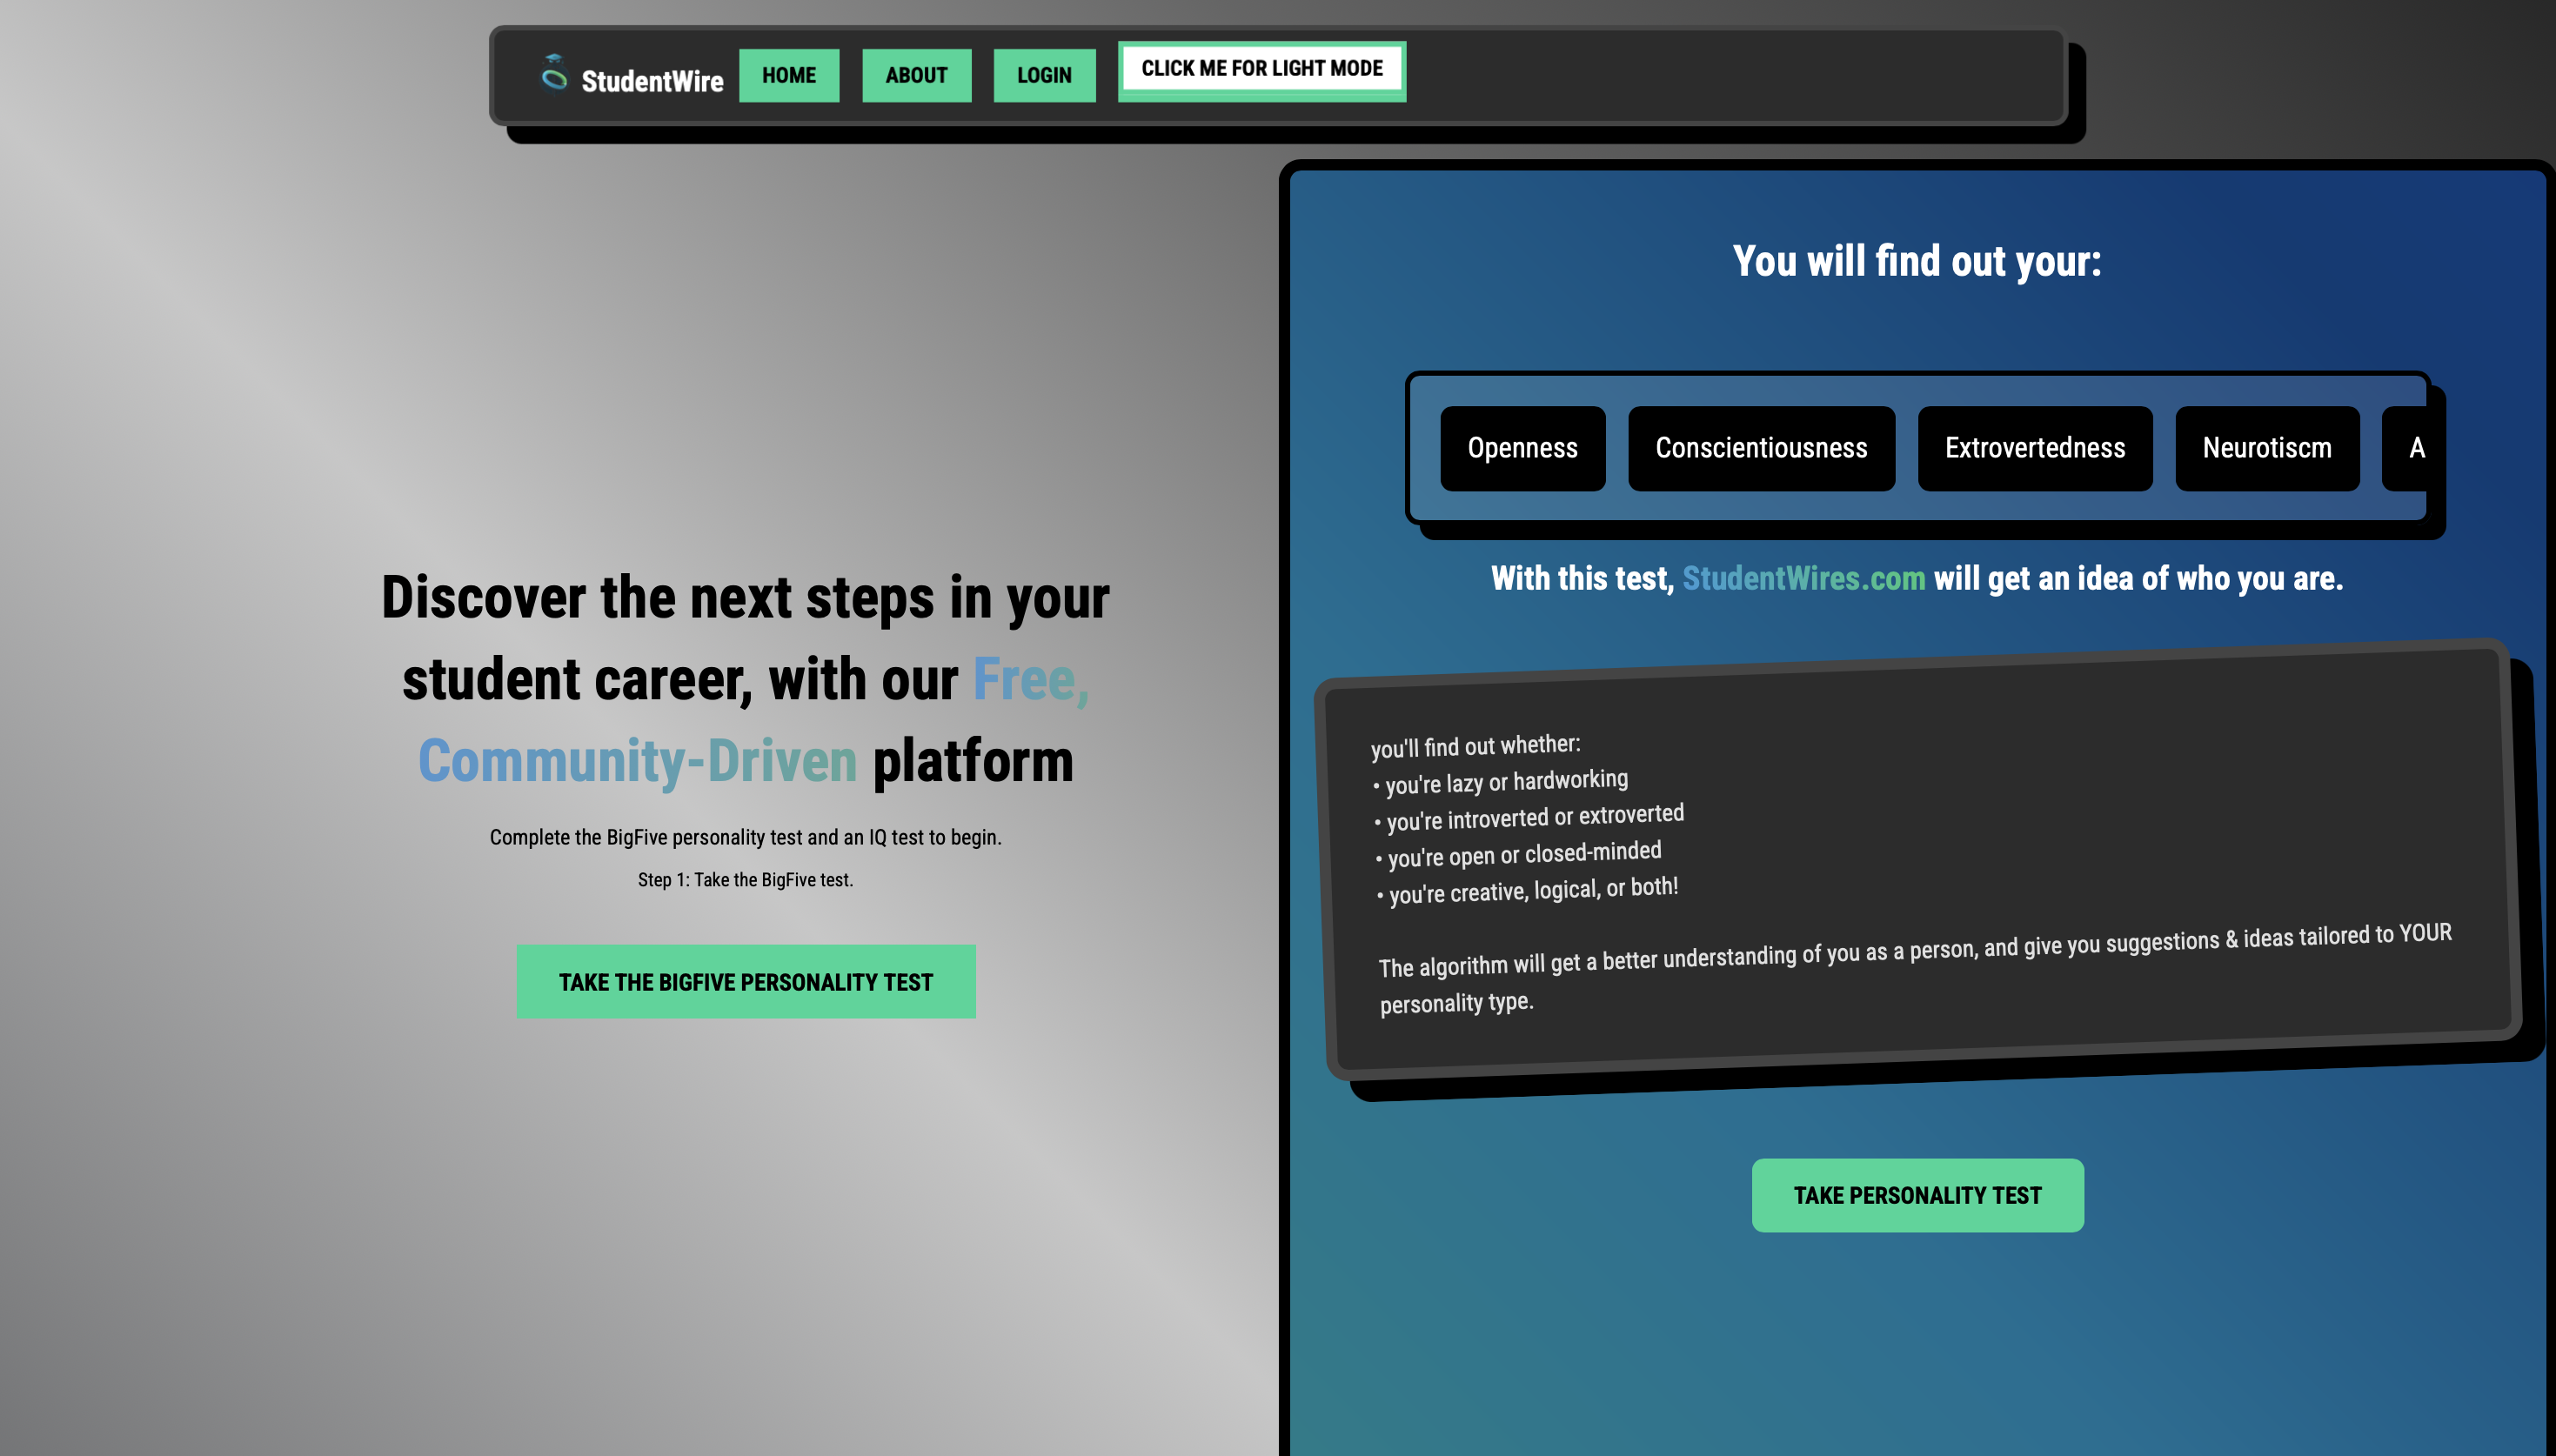 StudentWire
HOME
ABOUT
LOGIN
CLICK ME FOR LIGHT MODE
Discover the next steps in your
student career, with our Free,
Community-Driven platform
Complete the BigFive personality test and an IQ test to begin.
Step 1: Take the BigFive test.
TAKE THE BIGFIVE PERSONALITY TEST
You will find out your:
Openness
Conscientiousness
Extrovertedness
Neurotiscm
A
With this test, StudentWires.com will get an idea of who you are.
you'll find out whether:
• you're lazy or hardworking
• you're introverted or extroverted
• you're open or closed-minded
• you're creative, logical, or both!
The algorithm will get a better understanding of you as a person, and give you suggestions & ideas tailored to YOUR
personality type.
TAKE PERSONALITY TEST